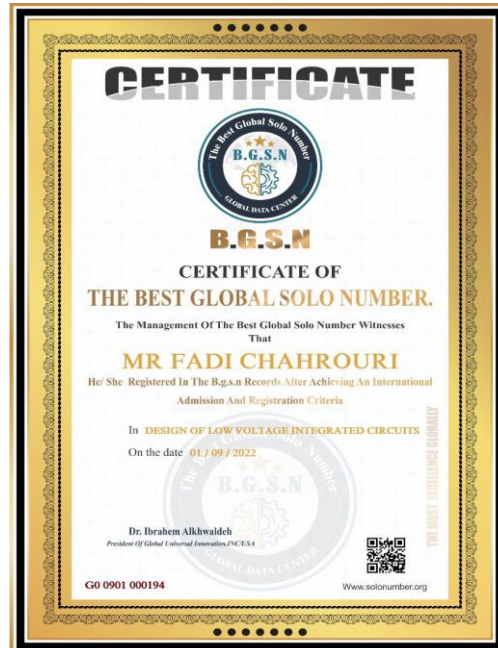 CERTIFICATE
The Best Global Solo Number
B.G.S.N
GLOBAL DATA CENTER
B.G.S.N
CERTIFICATE OF
THE BEST GLOBAL SOLO NUMBER.
The Management Of The Best Global Solo Number Witnesses
That
MR FADI CHAHROURI
He/ She Registered In The B.g.s.n Records After Achieving An International
Admission And Registration Criteria
In DESIGN OF LOW VOLTAGE INTEGRATED CIRCUITS
On the date 01 / 09 / 2022
THE MOST EXCELLENCE GLOBALLY
B.G.S.N
Dr. Ibrahem Alkhwaldeh
President Of Global Universal Innovation.INC/USA
G0 0901 000194
Www.solonumber.org